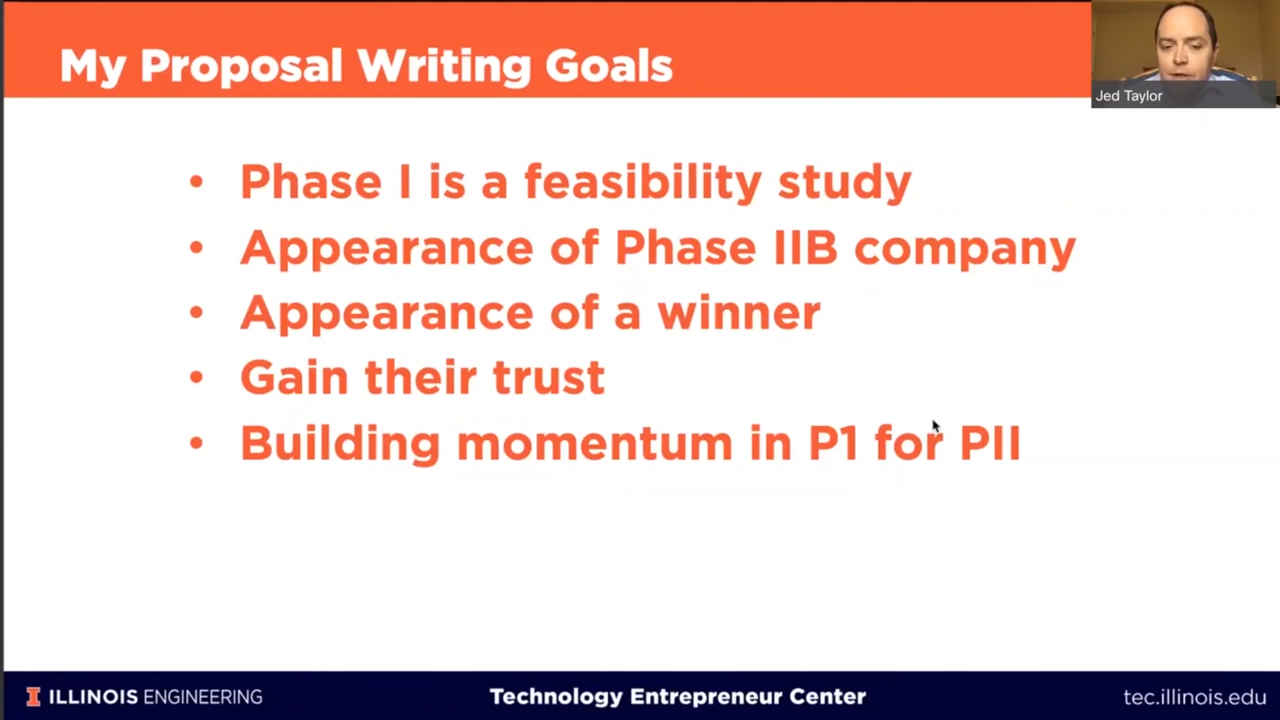 My Proposal Writing Goals
Jed Taylor
• Phase I is a feasibility study
• Appearance of Phase IIB company
• Appearance of a winner
• Gain their trust
• Building momentum in P1 for PII
I ILLINOIS ENGINEERING
Technology Entrepreneur Center
tec.illinois.edu